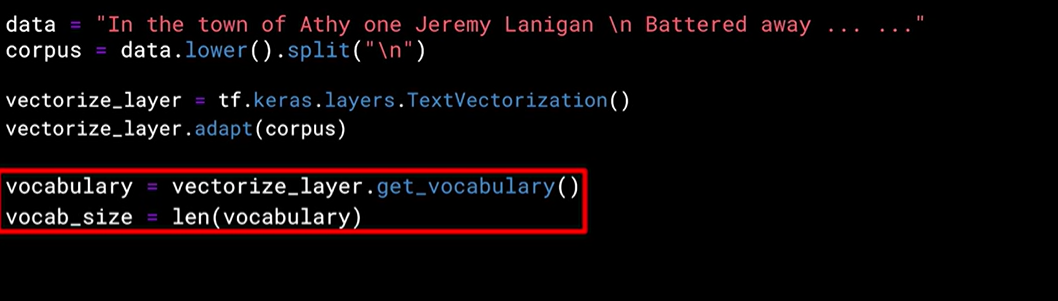 data = "In the town of Athy one Jeremy Lanigan \n Battered away ... ..."
corpus = data.lower().split("\n")
vectorize_layer = tf.keras.layers.TextVectorization()
vectorize_layer.adapt(corpus)
vocabulary = vectorize_layer.get_vocabulary()
vocab_size = len(vocabulary)